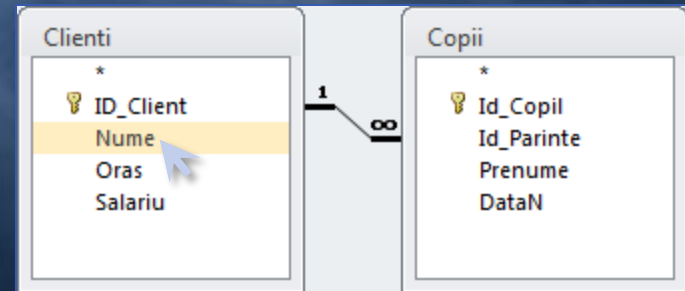 Clienti
*
ID_Client
Nume
Oras
Salariu
1
∞
Copii
*
Id_Copil
Id_Parinte
Prenume
DataN